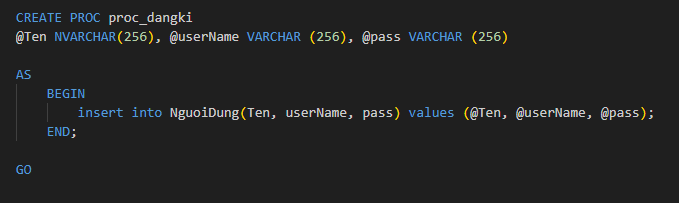 CREATE PROC proc_dangki
@Ten NVARCHAR(256), @userName VARCHAR (256), @pass VARCHAR (256)
AS
BEGIN
insert into NguoiDung(Ten, userName, pass) values (@Ten, @userName, @pass);
END;
GO